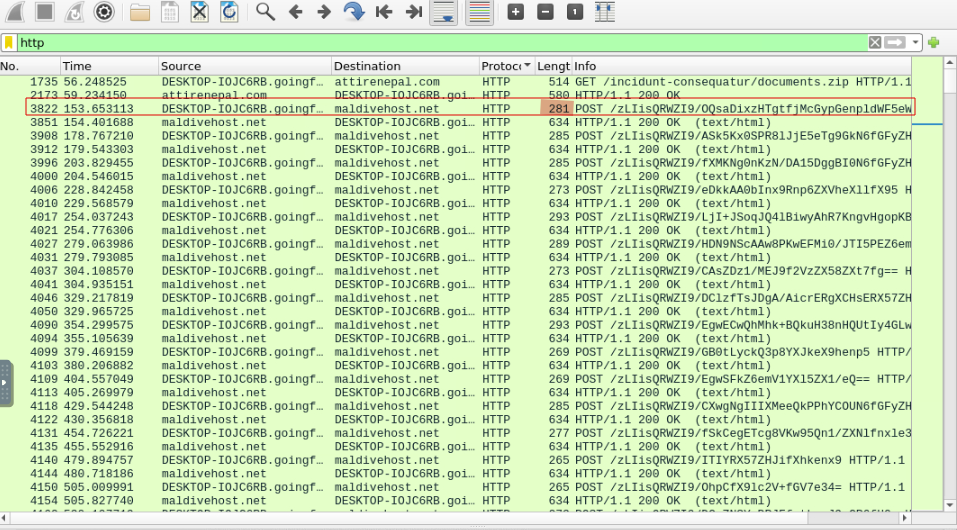 http
No. Time Source Destination Protocc Lengt Info
1735 56.248525 DESKTOP-IOJC6RB.goingf… attirenepal.com HTTP 514 GET /incidunt-consequatur/documents.zip HTTP/1.1
2173 59.234150 attirenepal.com DESKTOP-IOJC6RB.goi… HTTP 580 HTTP/1.1 200 OK
3822 153.653113 DESKTOP-IOJC6RB.goingf… maldivehost.net HTTP 281 POST /zLIisQRWZI9/OQsaDixzHTgtfjMcGypGenpldWF5eW
3851 154.401688 maldivehost.net DESKTOP-IOJC6RB.goi… HTTP 634 HTTP/1.1 200 OK (text/html)
3908 178.767210 DESKTOP-IOJC6RB.goingf… maldivehost.net HTTP 285 POST /zLIisQRWZI9/ASk5Kx0SPR8lJjE5eTg9GkN6fGFyZH
3912 179.543303 maldivehost.net DESKTOP-IOJC6RB.goi… HTTP 634 HTTP/1.1 200 OK (text/html)
3996 203.829455 DESKTOP-IOJC6RB.goingf… maldivehost.net HTTP 285 POST /zLIisQRWZI9/fXMKNg0nKzN/DA15DggBI0N6fGFyZH
4000 204.546015 maldivehost.net DESKTOP-IOJC6RB.goi… HTTP 634 HTTP/1.1 200 OK (text/html)
4006 228.842458 DESKTOP-IOJC6RB.goingf… maldivehost.net HTTP 273 POST /zLIisQRWZI9/eDkkAA0bInx9Rnp6ZXVheXllfX95 H
4010 229.568579 maldivehost.net DESKTOP-IOJC6RB.goi… HTTP 634 HTTP/1.1 200 OK (text/html)
4017 254.037243 DESKTOP-IOJC6RB.goingf… maldivehost.net HTTP 293 POST /zLIisQRWZI9/LjI+JSoqJQ4lBiwyAhR7KngvHgopKB
4021 254.776306 maldivehost.net DESKTOP-IOJC6RB.goi… HTTP 634 HTTP/1.1 200 OK (text/html)
4027 279.063986 DESKTOP-IOJC6RB.goingf… maldivehost.net HTTP 289 POST /zLIisQRWZI9/HDN9NScAAw8PKwEFMi0/JTI5PEZ6em
4031 279.793085 maldivehost.net DESKTOP-IOJC6RB.goi… HTTP 634 HTTP/1.1 200 OK (text/html)
4037 304.108570 DESKTOP-IOJC6RB.goingf… maldivehost.net HTTP 273 POST /zLIisQRWZI9/CAsZDz1/MEJ9f2VzZX58ZXt7fg== H
4041 304.935151 maldivehost.net DESKTOP-IOJC6RB.goi… HTTP 634 HTTP/1.1 200 OK (text/html)
4046 329.217819 DESKTOP-IOJC6RB.goingf… maldivehost.net HTTP 285 POST /zLIisQRWZI9/DClzfTsJDgA/AicrERgXCHsERX57ZH
4050 329.965725 maldivehost.net DESKTOP-IOJC6RB.goi… HTTP 634 HTTP/1.1 200 OK (text/html)
4090 354.299575 DESKTOP-IOJC6RB.goingf… maldivehost.net HTTP 293 POST /zLIisQRWZI9/EgwECwQhMhk+BQkuH38nHQUtIy4GLw
4094 355.105639 maldivehost.net DESKTOP-IOJC6RB.goi… HTTP 634 HTTP/1.1 200 OK (text/html)
4099 379.469159 DESKTOP-IOJC6RB.goingf… maldivehost.net HTTP 269 POST /zLIisQRWZI9/GB0tLyckQ3p8YXJkeX9henp5 HTTP/
4103 380.206882 maldivehost.net DESKTOP-IOJC6RB.goi… HTTP 634 HTTP/1.1 200 OK (text/html)
4109 404.557049 DESKTOP-IOJC6RB.goingf… maldivehost.net HTTP 269 POST /zLIisQRWZI9/EgwSFkZ6emV1YXl5ZX1/eQ== HTTP/
4113 405.269979 maldivehost.net DESKTOP-IOJC6RB.goi… HTTP 634 HTTP/1.1 200 OK (text/html)
4118 429.544248 DESKTOP-IOJC6RB.goingf… maldivehost.net HTTP 285 POST /zLIisQRWZI9/CXwgNgIIIXMeeQkPPhYCOUN6fGFyZH
4122 430.356818 maldivehost.net DESKTOP-IOJC6RB.goi… HTTP 634 HTTP/1.1 200 OK (text/html)
4131 454.726221 DESKTOP-IOJC6RB.goingf… maldivehost.net HTTP 277 POST /zLIisQRWZI9/fSkCegETcg8VKw95Qn1/ZXNlfnxle3
4135 455.552916 maldivehost.net DESKTOP-IOJC6RB.goi… HTTP 634 HTTP/1.1 200 OK (text/html)
4140 479.894757 DESKTOP-IOJC6RB.goingf… maldivehost.net HTTP 265 POST /zLIisQRWZI9/ITIYRX57ZHJifXhkenx9 HTTP/1.1
4144 480.718186 maldivehost.net DESKTOP-IOJC6RB.goi… HTTP 634 HTTP/1.1 200 OK (text/html)
4150 505.009991 DESKTOP-IOJC6RB.goingf… maldivehost.net HTTP 265 POST /zLIisQRWZI9/OhpCfX9lc2V+fGV7e34= HTTP/1.1
4154 505.827740 maldivehost.net DESKTOP-IOJC6RB.goi… HTTP 634 HTTP/1.1 200 OK (text/html)